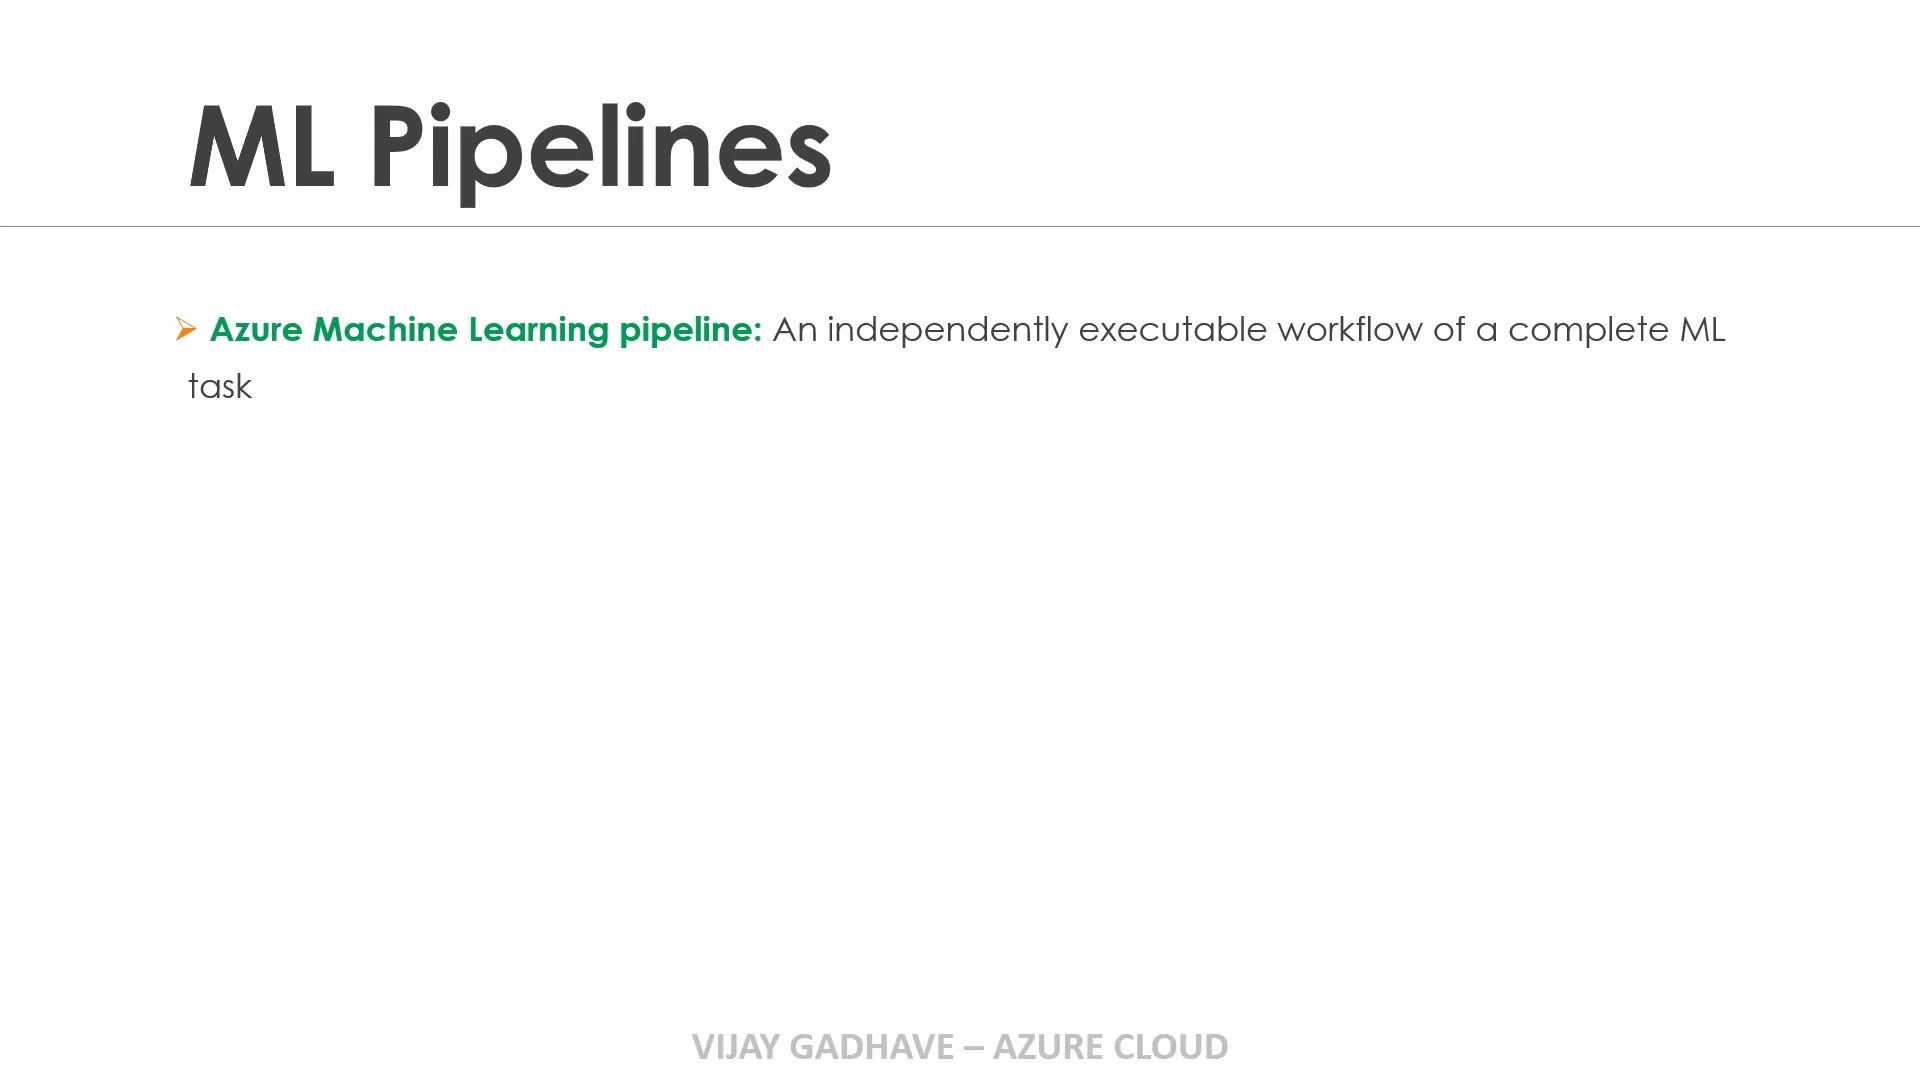 ML Pipelines
➢ Azure Machine Learning pipeline: An independently executable workflow of a complete ML
task
VIJAY GADHAVE – AZURE CLOUD